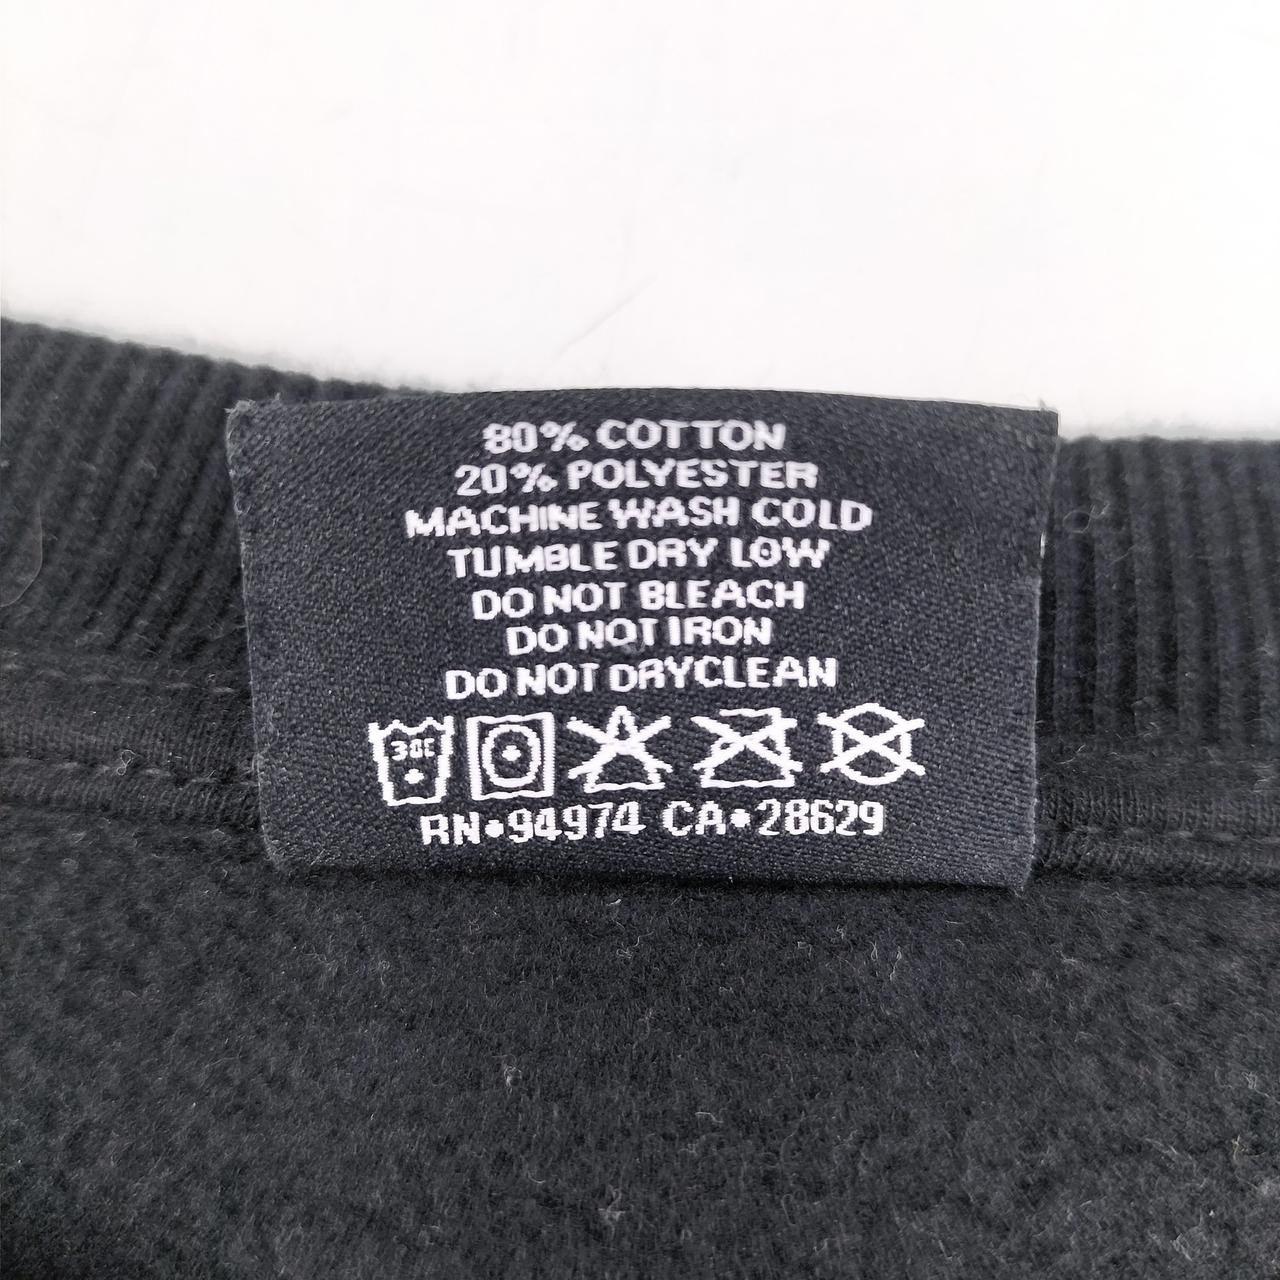 80% COTTON
20% POLYESTER
MACHINE WASH COLD
TUMBLE DRY LOW
DO NOT BLEACH
DO NOT IRON
DO NOT DRYCLEAN
30C
RN•94974 CA•28629